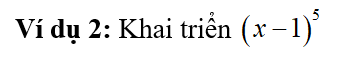 Ví dụ 2: Khai triển (x−1)⁵